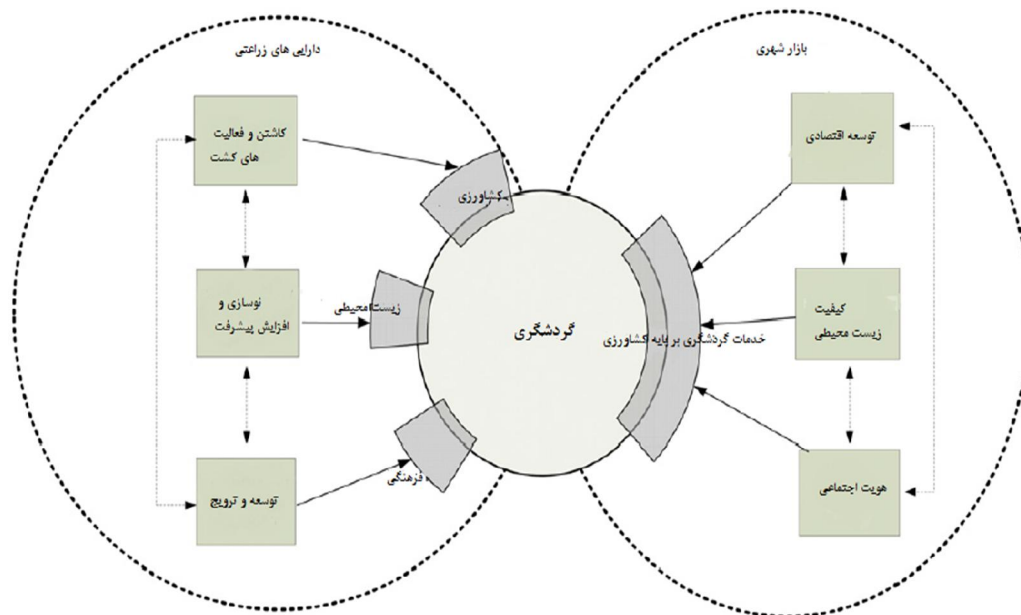 بازار شهری
توسعه اقتصادی
کیفیت
زیست محیطی
هویت اجتماعی
خدمات گردشگری بر پایه کشاورزی
گردشگری
دارایی های زراعتی
کاشتن و فعالیت
های کشت
نوسازی و
افزایش پیشرفت
توسعه و ترویج
کشاورزی
زیست محیطی
فرهنگی